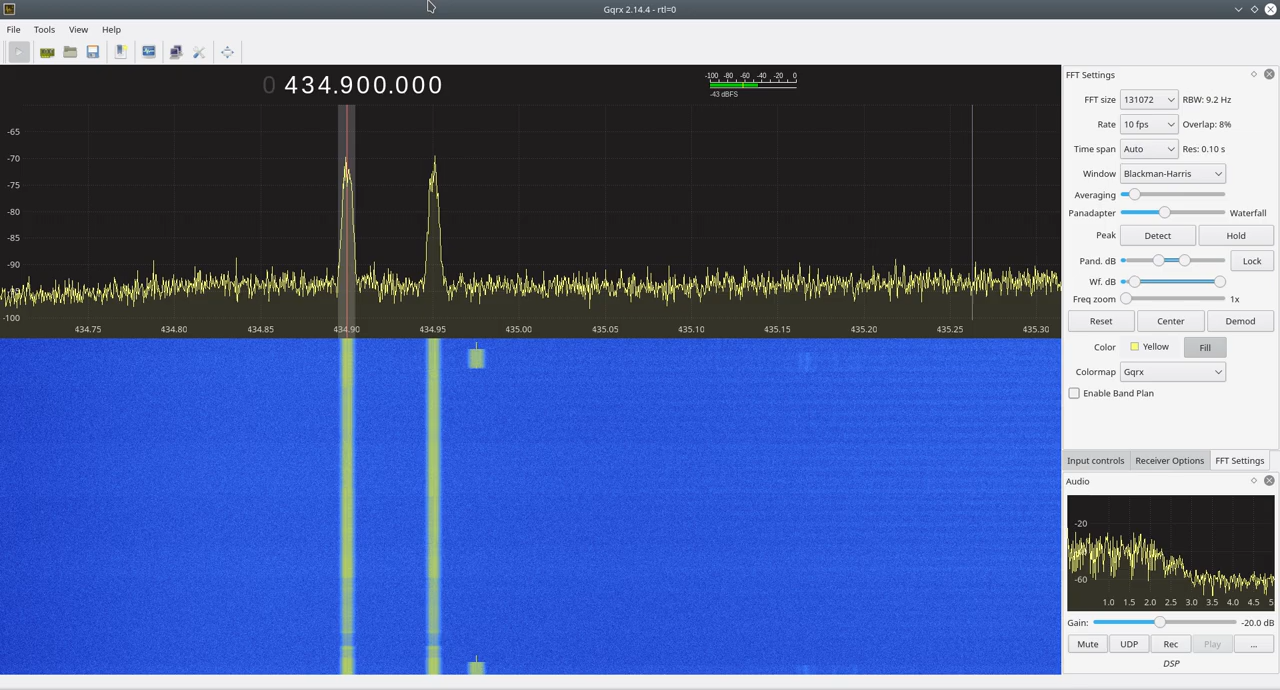 Gqrx 2.14.4 - rtl=0
File Tools View Help
0 434.900.000
-100 -80 -60 -40 -20 0
-43 dBFS
-65
-70
-75
-80
-85
-90
-100
434.75 434.80 434.85 434.90 434.95 435.00 435.05 435.10 435.15 435.20 435.25 435.30
FFT Settings
FFT size 131072 RBW: 9.2 Hz
Rate 10 fps Overlap: 8%
Time span Auto Res: 0.10 s
Window Blackman-Harris
Averaging
Panadapter Waterfall
Peak Detect Hold
Pand. dB Lock
Wf. dB
Freq zoom 1x
Reset Center Demod
Color Yellow Fill
Colormap Gqrx
Enable Band Plan
Input controls Receiver Options FFT Settings
Audio
-20
-60
1.0 1.5 2.0 2.5 3.0 3.5 4.0 4.5 5
Gain: -20.0 dB
Mute UDP Rec Play ...
DSP